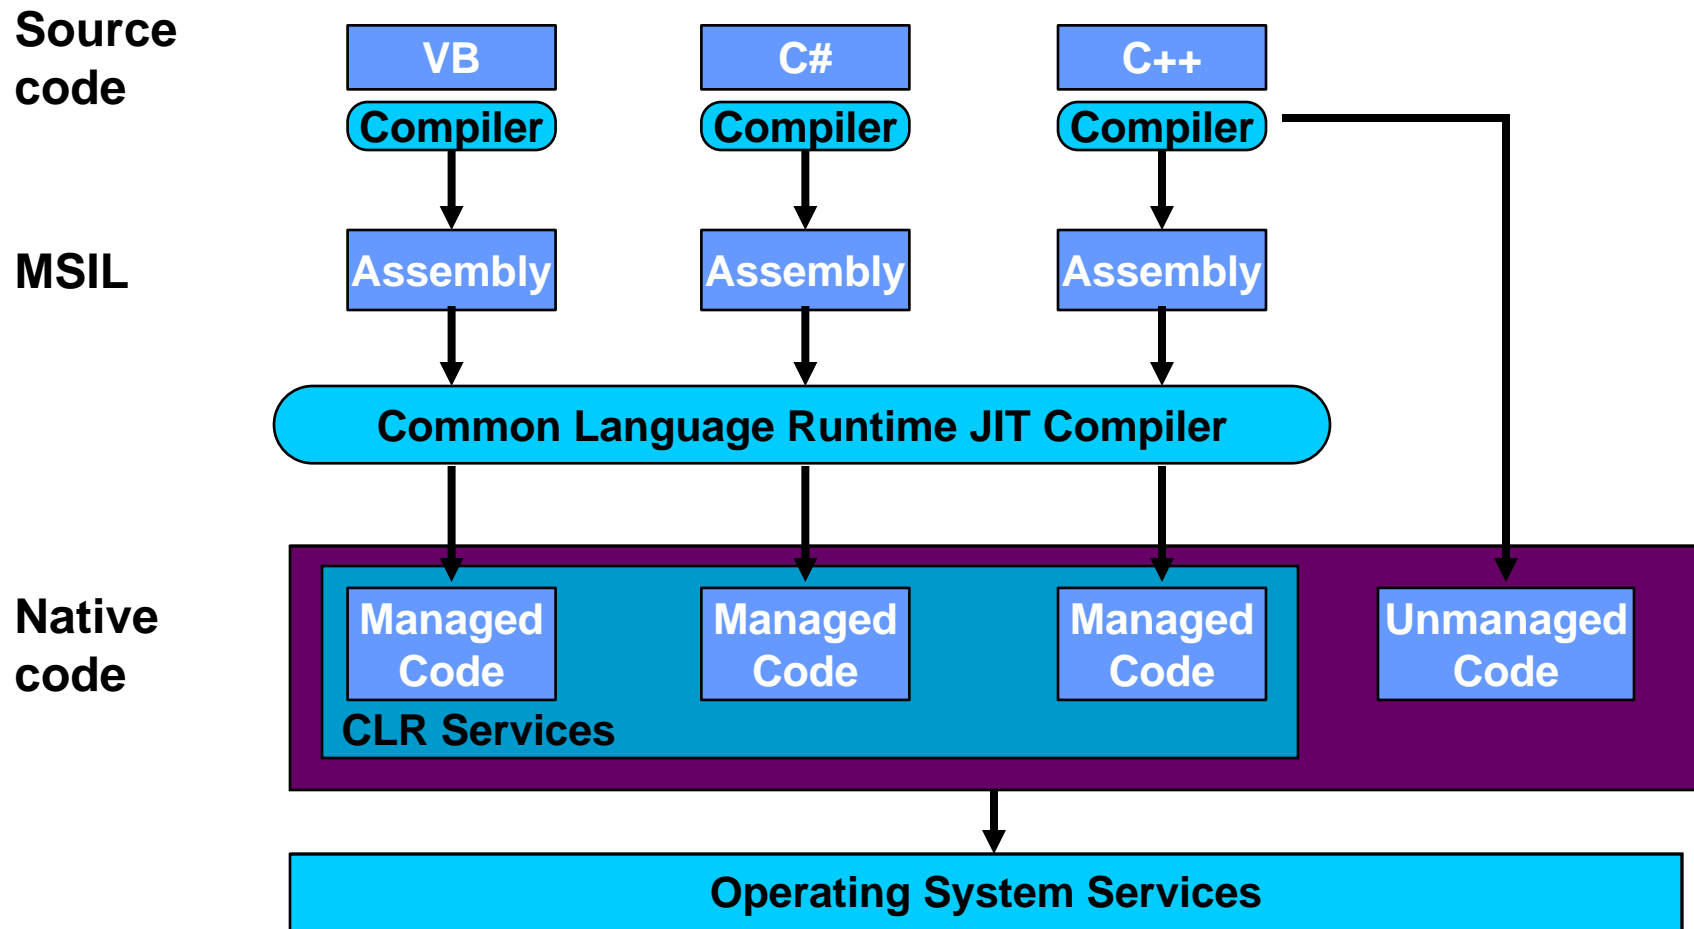 Source
code
VB
C#
C++
Compiler
Compiler
Compiler
MSIL
Assembly
Assembly
Assembly
Common Language Runtime JIT Compiler
Native
code
Managed
Code
Managed
Code
Managed
Code
Unmanaged
Code
CLR Services
Operating System Services